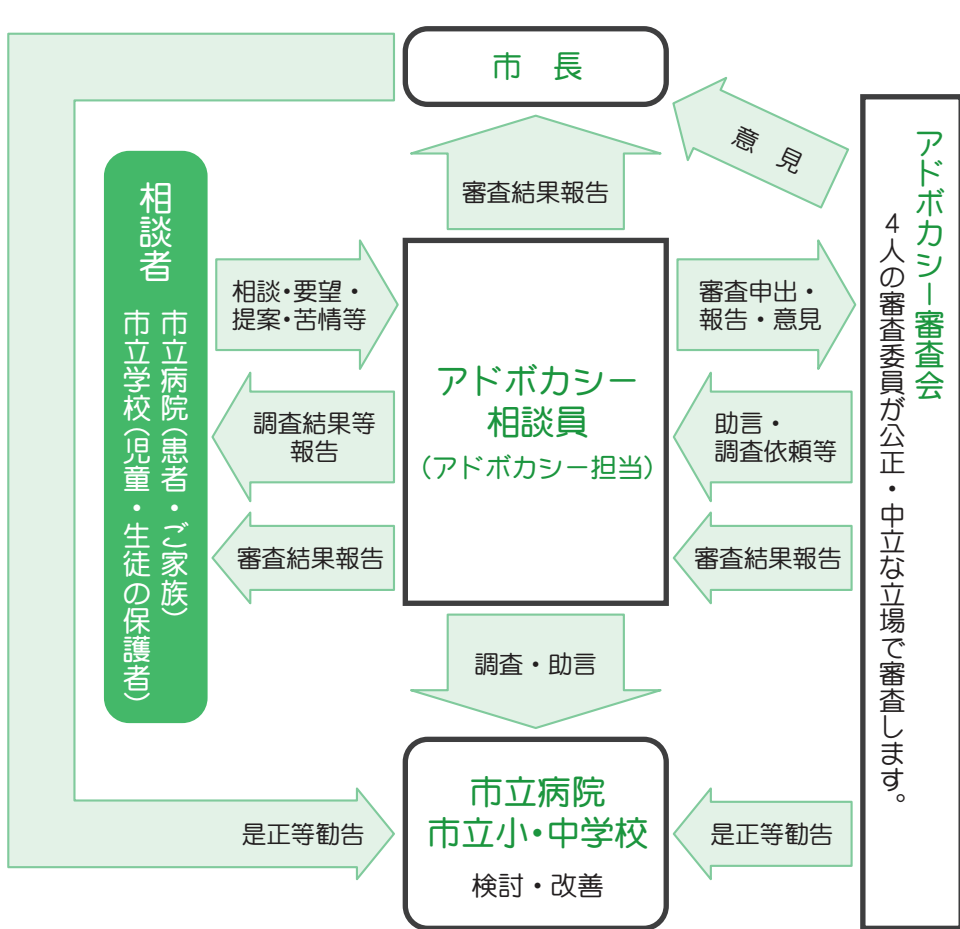 市 長
意 見
審査結果報告
アドボカシー審査会
4人の審査委員が公正・中立な立場で審査します。
相談者
市立病院(患者・ご家族)
市立学校(児童・生徒の保護者)
相談・要望・
提案・苦情等
審査申出・
報告・意見
アドボカシー
相談員
(アドボカシー担当)
調査結果等
報告
助言・
調査依頼等
審査結果報告
審査結果報告
調査・助言
市立病院
市立小・中学校
検討・改善
是正等勧告
是正等勧告